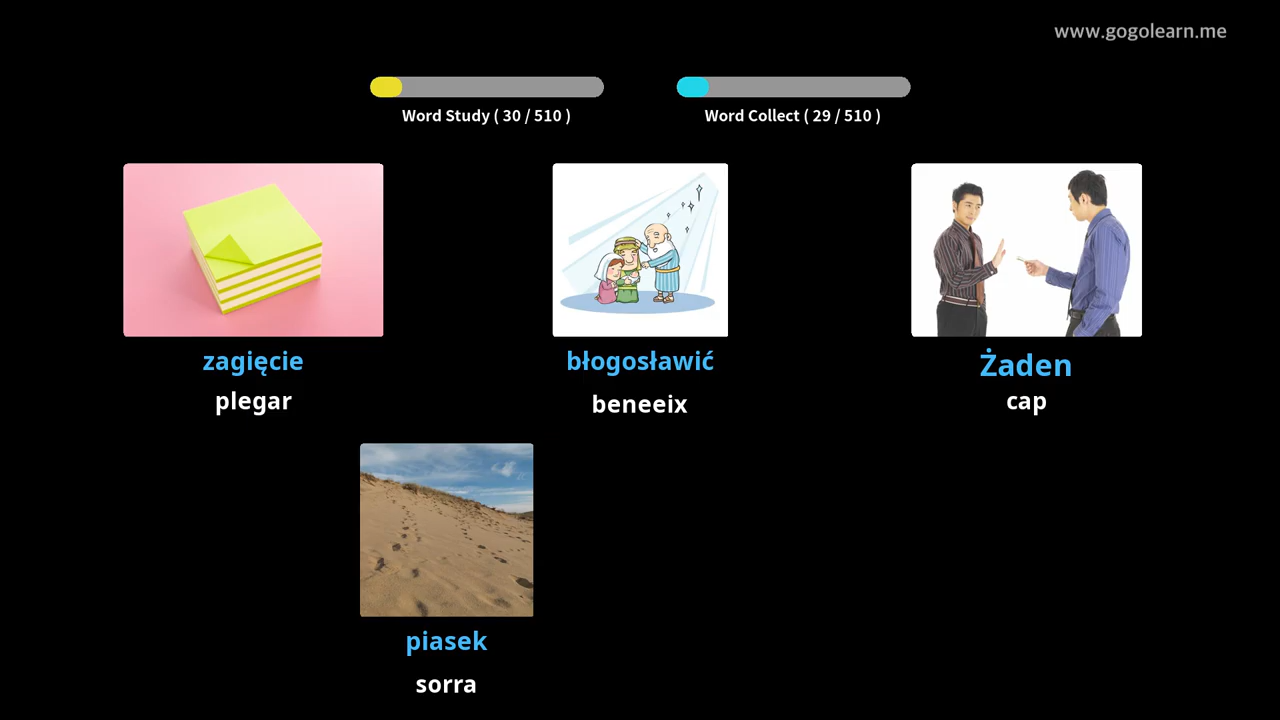 www.gogolearn.me
Word Study ( 30 / 510 )
Word Collect ( 29 / 510 )
zagięcie
plegar
błogosławić
beneeix
Żaden
cap
piasek
sorra